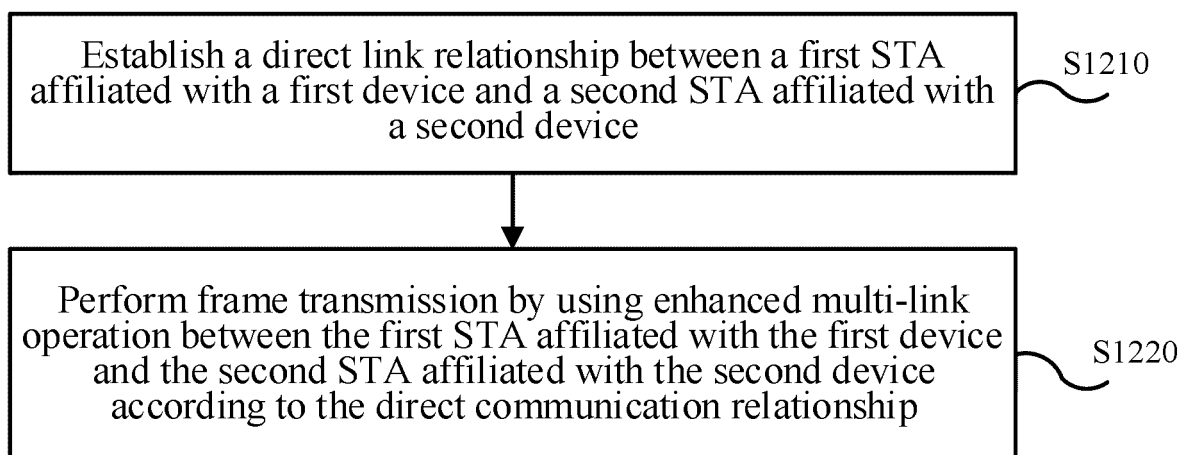 Establish a direct link relationship between a first STA
affiliated with a first device and a second STA affiliated with
a second device
S1210
Perform frame transmission by using enhanced multi-link
operation between the first STA affiliated with the first device
and the second STA affiliated with the second device
according to the direct communication relationship
S1220